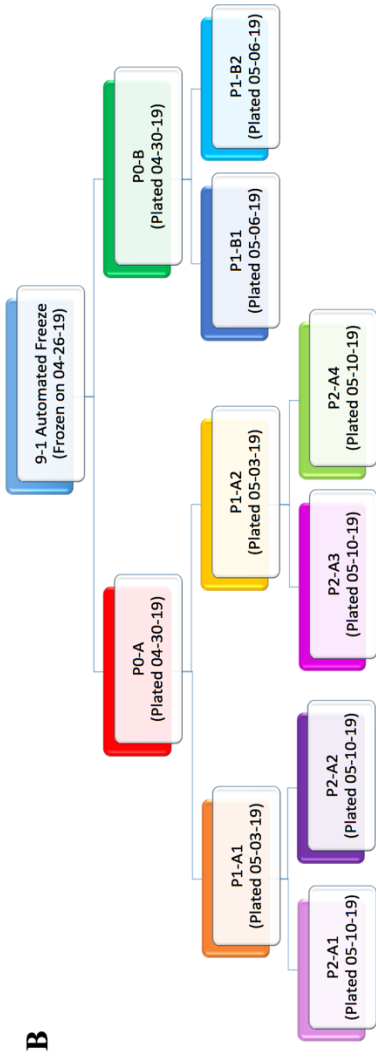 B
9-1 Automated Freeze
(Frozen on 04-26-19)
P0-A
(Plated 04-30-19)
P0-B
(Plated 04-30-19)
P1-A1
(Plated 05-03-19)
P1-A2
(Plated 05-03-19)
P1-B1
(Plated 05-06-19)
P1-B2
(Plated 05-06-19)
P2-A1
(Plated 05-10-19)
P2-A2
(Plated 05-10-19)
P2-A3
(Plated 05-10-19)
P2-A4
(Plated 05-10-19)